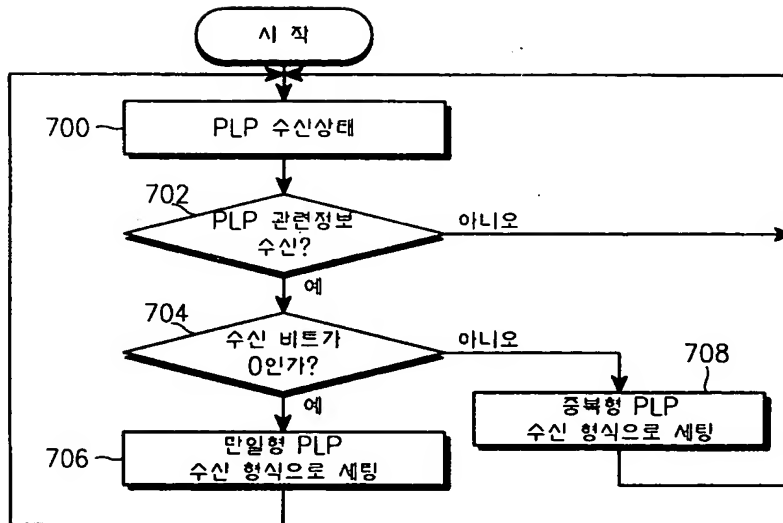 시 작
700
PLP 수신상태
702
PLP 관련정보
수신?
아니오
예
704
수신 비트가
0인가?
아니오
예
708
중복형 PLP
수신 형식으로 세팅
706
만일형 PLP
수신 형식으로 세팅